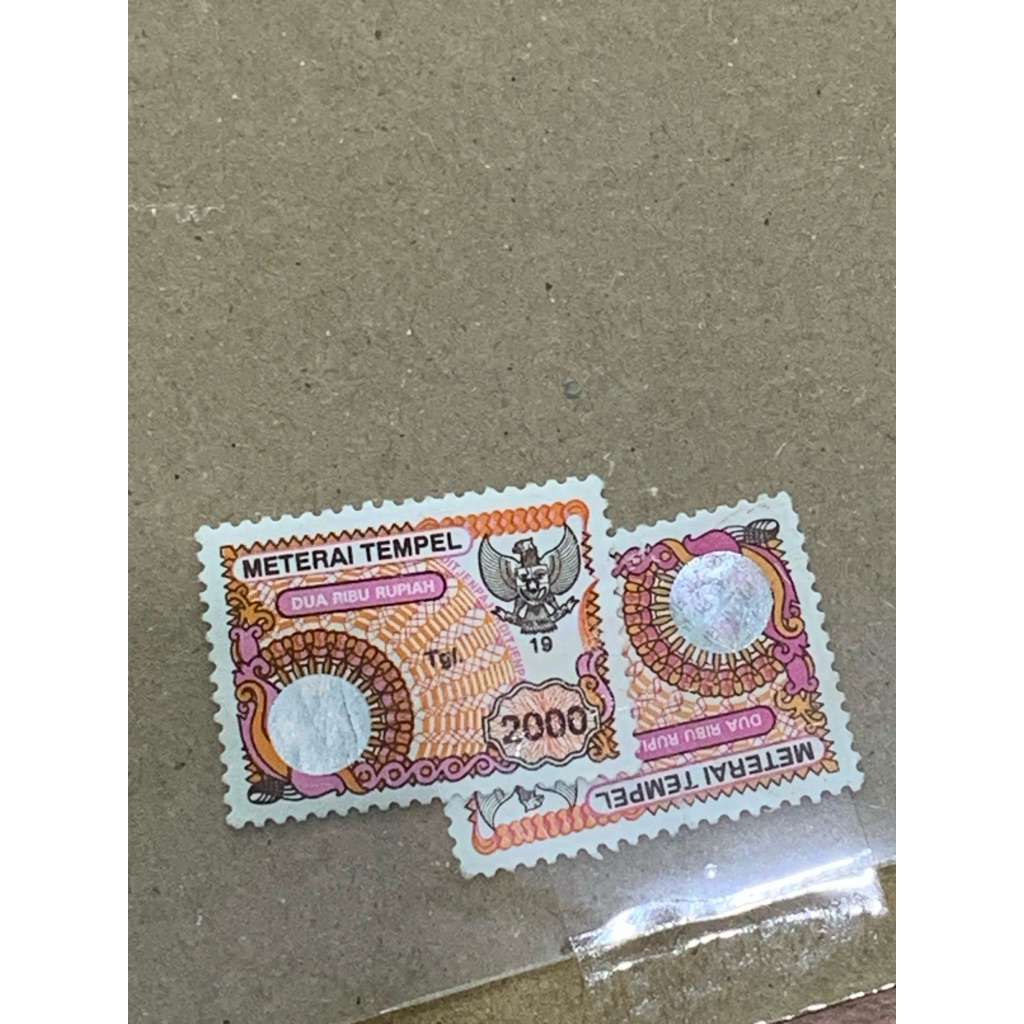 METERAI TEMPEL
DUA RIBU RUPIAH
19
Tgl.
2000
DUA RIBU RUPI
METERAI TEMPEL